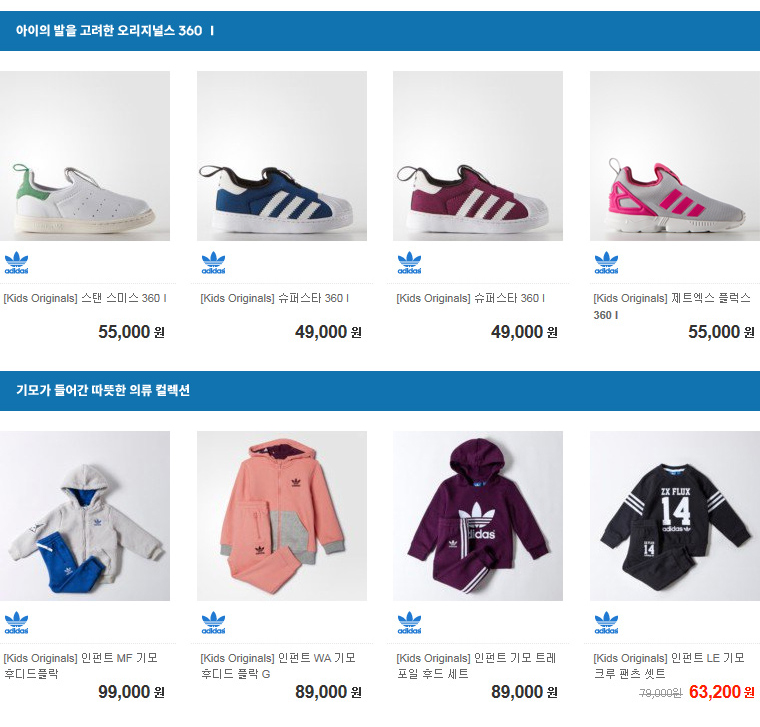 아이의 발을 고려한 오리지널스 360 I
adidas
adidas
adidas
adidas
[Kids Originals] 스탠 스미스 360 I
55,000 원
[Kids Originals] 슈퍼스타 360 I
49,000 원
[Kids Originals] 슈퍼스타 360 I
49,000 원
[Kids Originals] 제트엑스 플럭스
360 I
55,000 원
기모가 들어간 따뜻한 의류 컬렉션
adidas
ZX FLUX
14
adidas
ZX FLUX
14
adidas
adidas
adidas
adidas
[Kids Originals] 인펀트 MF 기모
후디드플락
99,000 원
[Kids Originals] 인펀트 WA 기모
후디드 플락 G
89,000 원
[Kids Originals] 인펀트 기모 트레
포일 후드 세트
89,000 원
[Kids Originals] 인펀트 LE 기모
크루 팬츠 셋트
79,000원 63,200 원